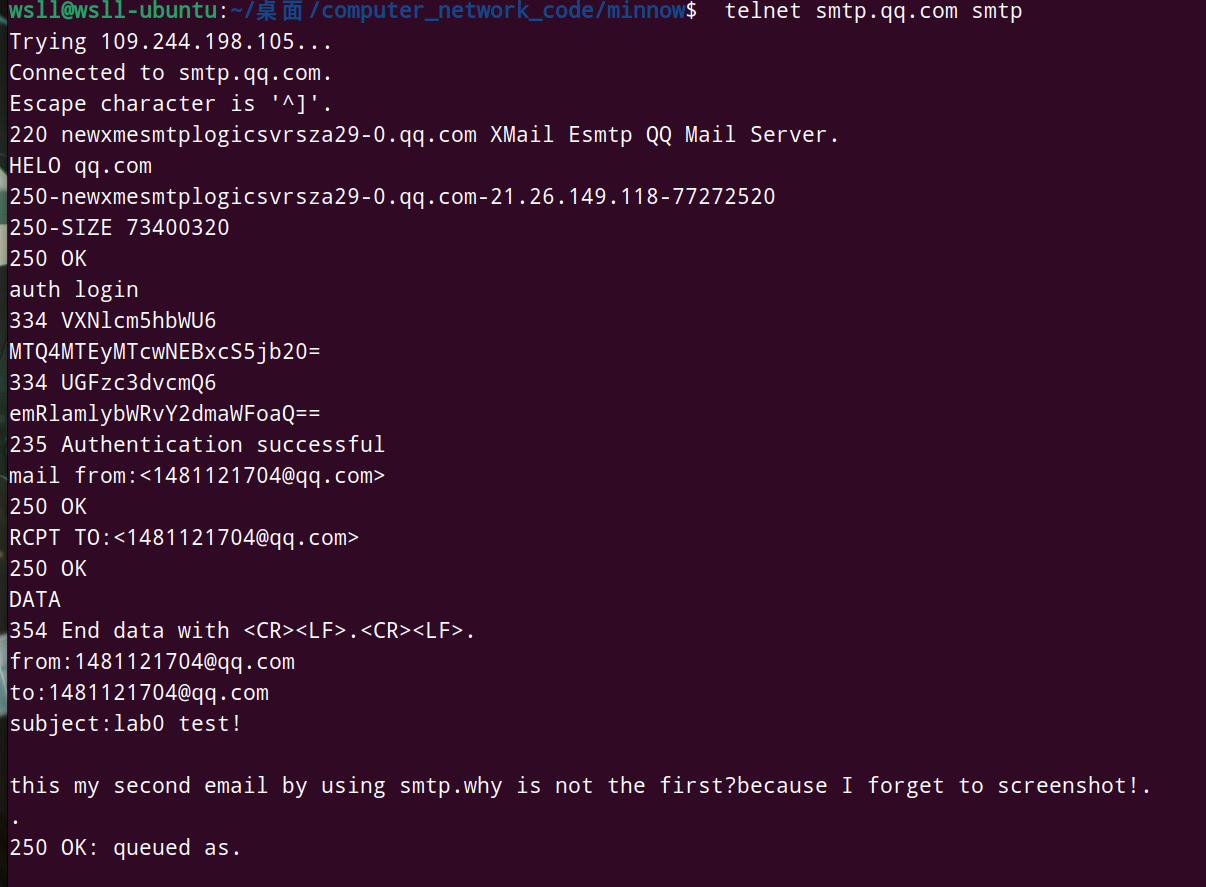 wsll@wsll-ubuntu:~/桌面/computer_network_code/minnow$  telnet smtp.qq.com smtp
Trying 109.244.198.105...
Connected to smtp.qq.com.
Escape character is '^]'.
220 newxmesmtplogicsvrsza29-0.qq.com XMail Esmtp QQ Mail Server.
HELO qq.com
250-newxmesmtplogicsvrsza29-0.qq.com-21.26.149.118-77272520
250-SIZE 73400320
250 OK
auth login
334 VXNlcm5hbWU6
MTQ4MTEyMTcwNEBxcS5jb20=
334 UGFzc3dvcmQ6
emRlamlybWRvY2dmaWFoaQ==
235 Authentication successful
mail from:<1481121704@qq.com>
250 OK
RCPT TO:<1481121704@qq.com>
250 OK
DATA
354 End data with <CR><LF>.<CR><LF>.
from:1481121704@qq.com
to:1481121704@qq.com
subject:lab0 test!

this my second email by using smtp.why is not the first?because I forget to screenshot!.
.
250 OK: queued as.